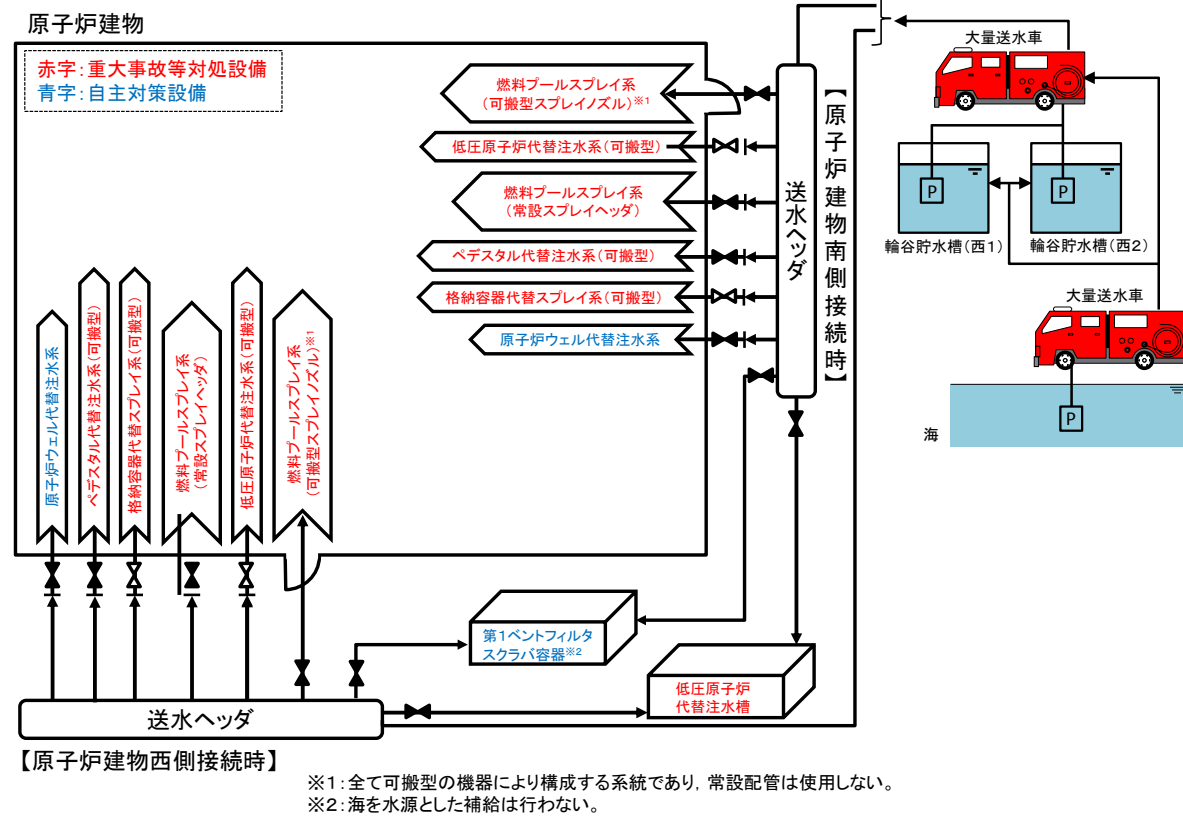 原子炉建物
赤字：重大事故等対処設備
青字：自主対策設備
燃料プールスプレイ系
（可搬型スプレイノズル）※1
低圧原子炉代替注水系（可搬型）
燃料プールスプレイ系
（常設スプレイヘッダ）
ペデスタル代替注水系（可搬型）
格納容器代替スプレイ系（可搬型）
原子炉ウェル代替注水系
送水ヘッダ
【原子炉建物南側接続時】
大量送水車
P
P
輪谷貯水槽（西１）
輪谷貯水槽（西２）
大量送水車
P
海
原子炉ウェル代替注水系
ペデスタル代替注水系（可搬型）
格納容器代替スプレイ系（可搬型）
燃料プールスプレイ系
（常設スプレイヘッダ）
低圧原子炉代替注水系（可搬型）
燃料プールスプレイ系
（可搬型スプレイノズル）※1
第１ベントフィルタ
スクラバ容器※2
低圧原子炉
代替注水槽
送水ヘッダ
【原子炉建物西側接続時】
※１：全て可搬型の機器により構成する系統であり，常設配管は使用しない。
※２：海を水源とした補給は行わない。